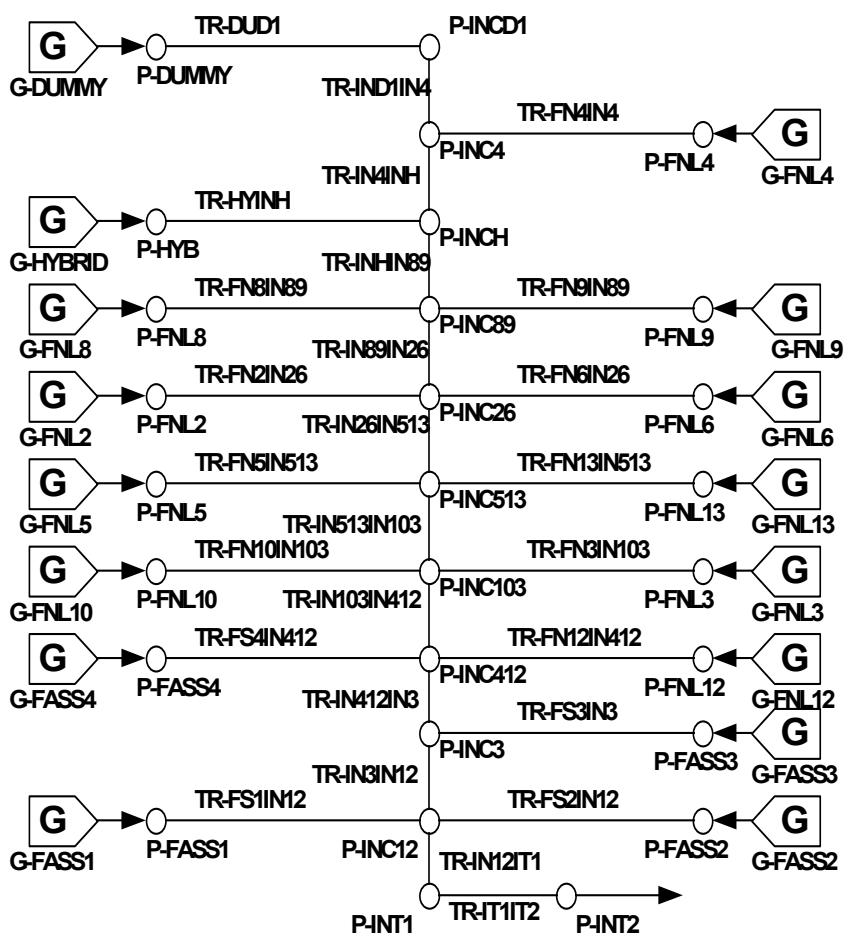 TR-DUD1 P-INCD1
G
G-DUMMY P-DUMMY TR-IND1IN4
TR-FN4IN4
G
P-INC4 P-FNL4 G-FNL4
TR-IN4INH
TR-HYINH
G
G-HYBRID P-HYB P-INCH
TR-INHIN89
TR-FN8IN89 TR-FN9IN89
G G
G-FNL8 P-FNL8 P-INC89 P-FNL9 G-FNL9
TR-IN89IN26
TR-FN2IN26 TR-FN6IN26
G G
G-FNL2 P-FNL2 TR-IN26IN513 P-INC26 P-FNL6 G-FNL6
TR-FN5IN513 TR-FN13IN513
G G
G-FNL5 P-FNL5 P-INC513 P-FNL13 G-FNL13
TR-IN513IN103
TR-FN10IN103 TR-FN3IN103
G G
G-FNL10 P-FNL10 TR-IN103IN412 P-INC103 P-FNL3 G-FNL3
TR-FS4IN412 TR-FN12IN412
G G
G-FASS4 P-FASS4 P-INC412 P-FNL12 G-FNL12
TR-IN412IN3
TR-FS3IN3
G
P-INC3 P-FASS3 G-FASS3
TR-IN3IN12
TR-FS1IN12 TR-FS2IN12
G G
G-FASS1 P-FASS1 P-INC12 P-FASS2 G-FASS2
TR-IN12IT1
P-INT1 TR-IT1IT2 P-INT2